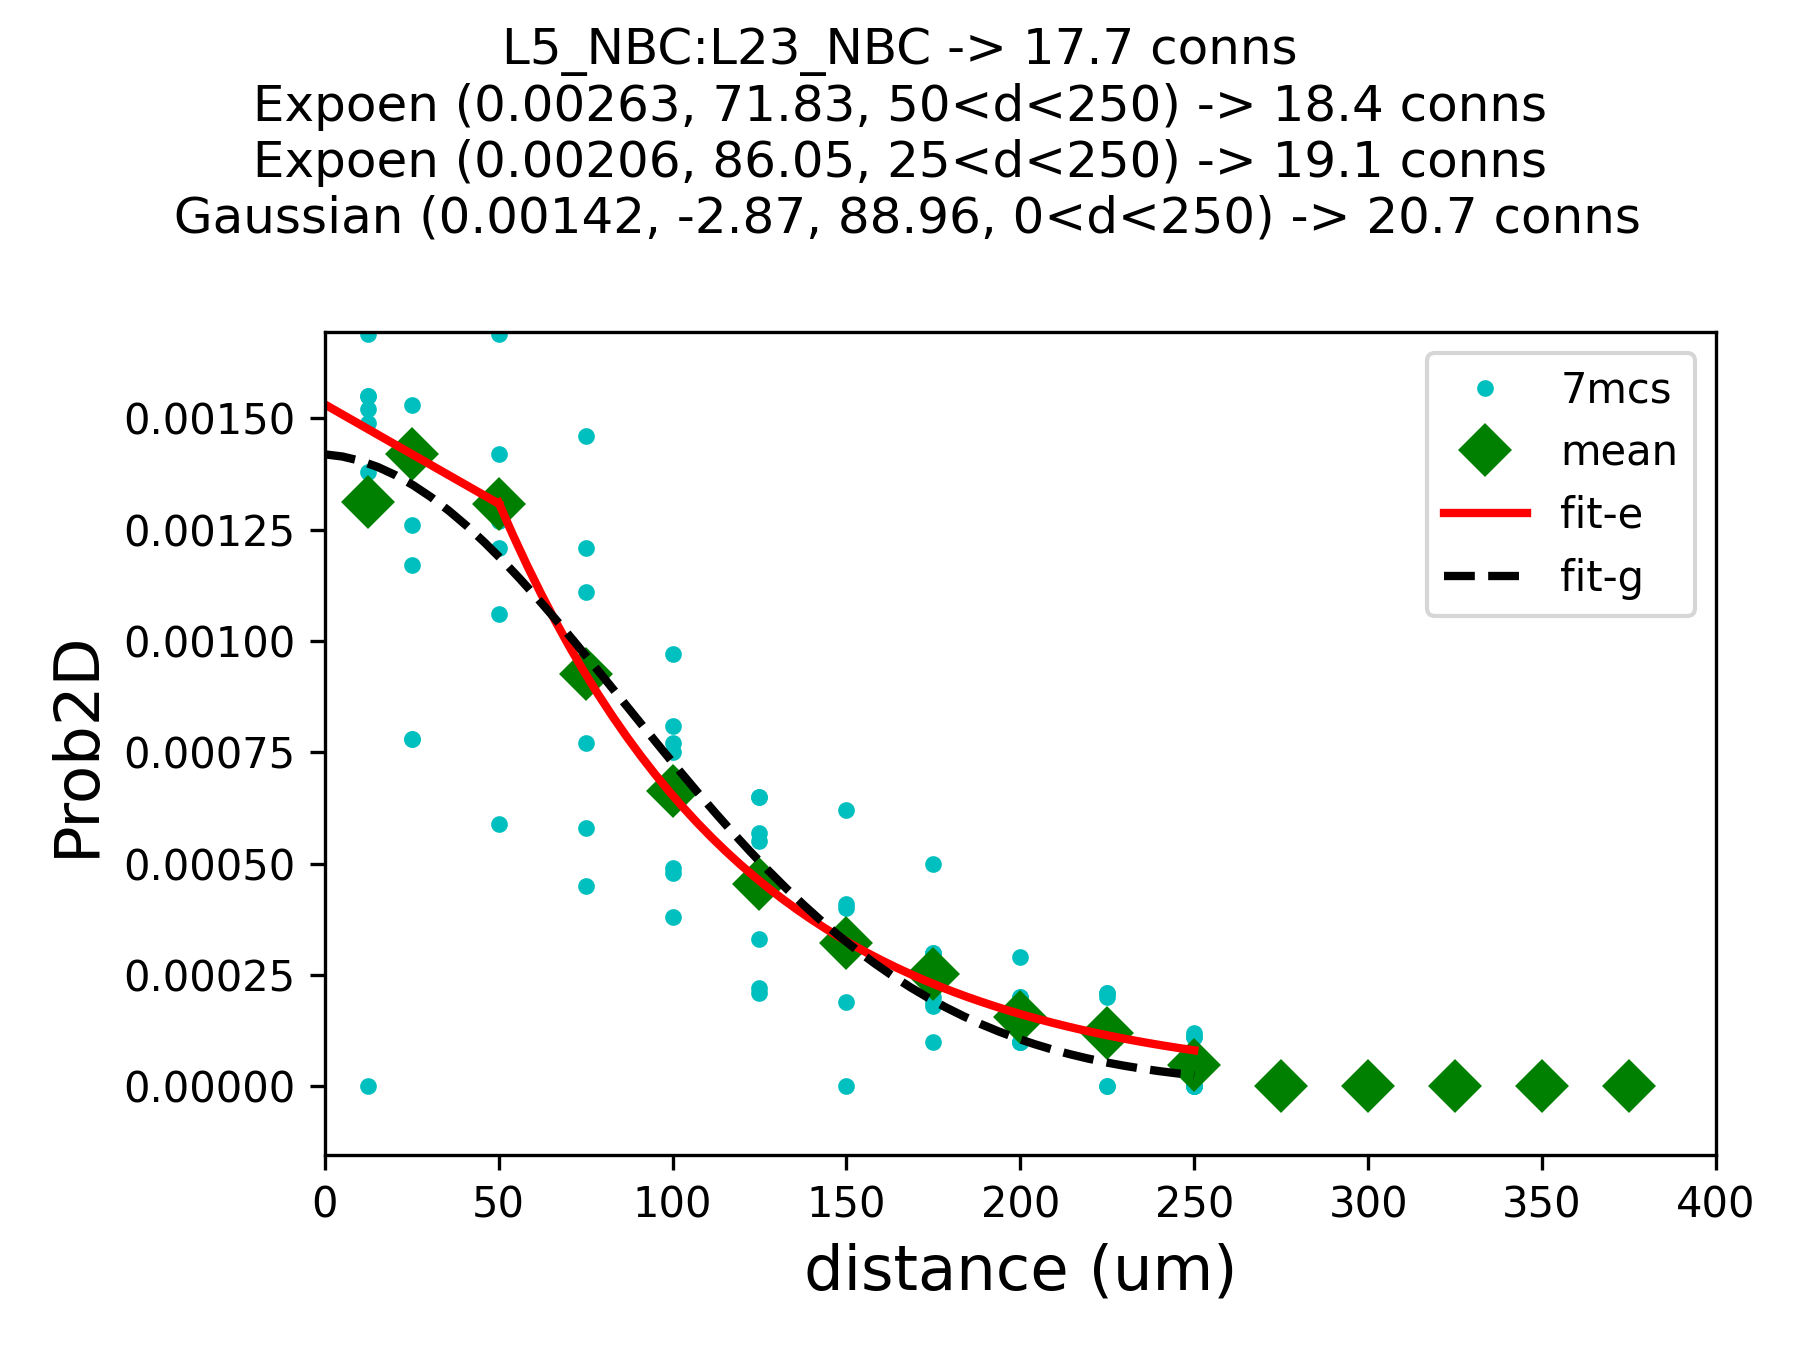 L5_NBC:L23_NBC -> 17.7 conns
Expoen (0.00263, 71.83, 50<d<250) -> 18.4 conns
Expoen (0.00206, 86.05, 25<d<250) -> 19.1 conns
Gaussian (0.00142, -2.87, 88.96, 0<d<250) -> 20.7 conns
7mcs
mean
fit-e
fit-g
Prob2D
0.00150
0.00125
0.00100
0.00075
0.00050
0.00025
0.00000
0 50 100 150 200 250 300 350 400
distance (um)